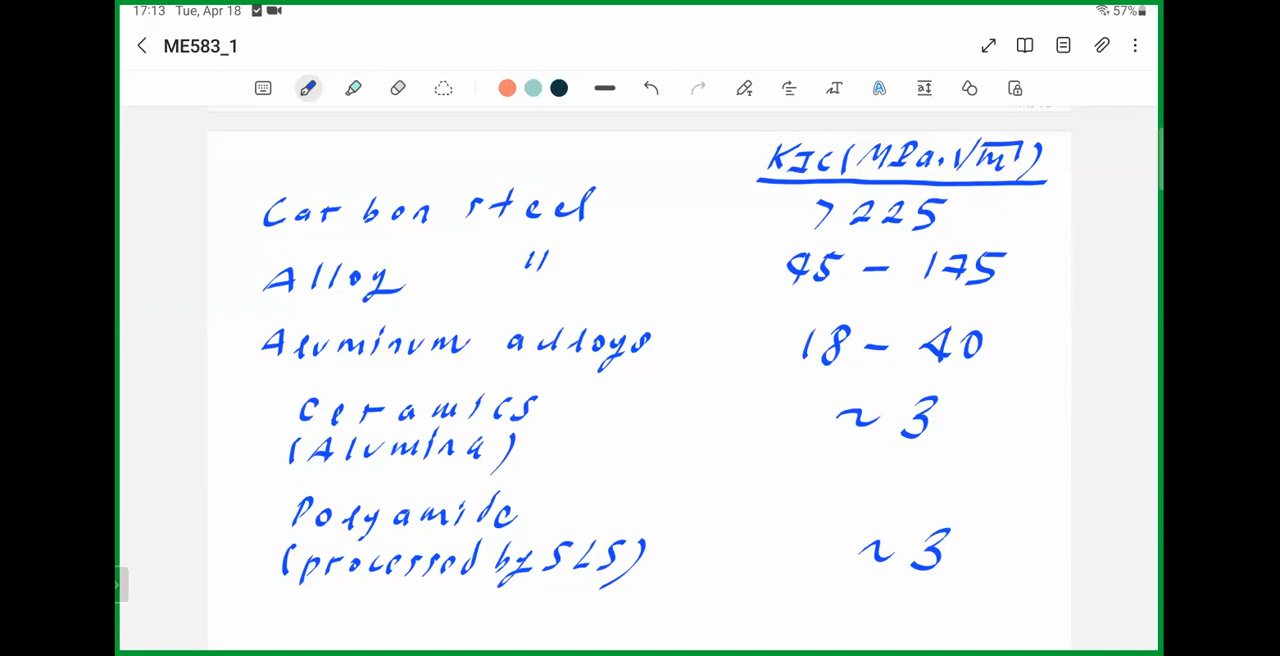 17:13 Tue, Apr 18
57%
ME583_1
KIC (MPa.√m)
Carbon steel > 225
Alloy " 45 - 175
Aluminum alloys 18 - 40
Ceramics
(Alumina) ~ 3
Polyamide
(processed by SLS) ~ 3